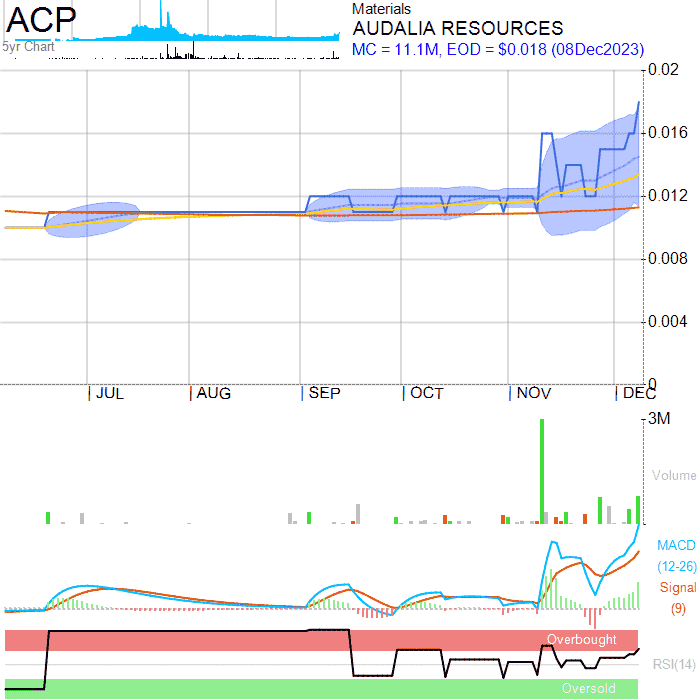 ACP
5yr Chart
Materials
AUDALIA RESOURCES
MC = 11.1M, EOD = $0.018 (08Dec2023)
0.02
0.016
0.012
0.008
0.004
0
JUL AUG SEP OCT NOV DEC
3M
Volume
MACD
(12-26)
Signal
(9)
Overbought
RSI(14)
Oversold